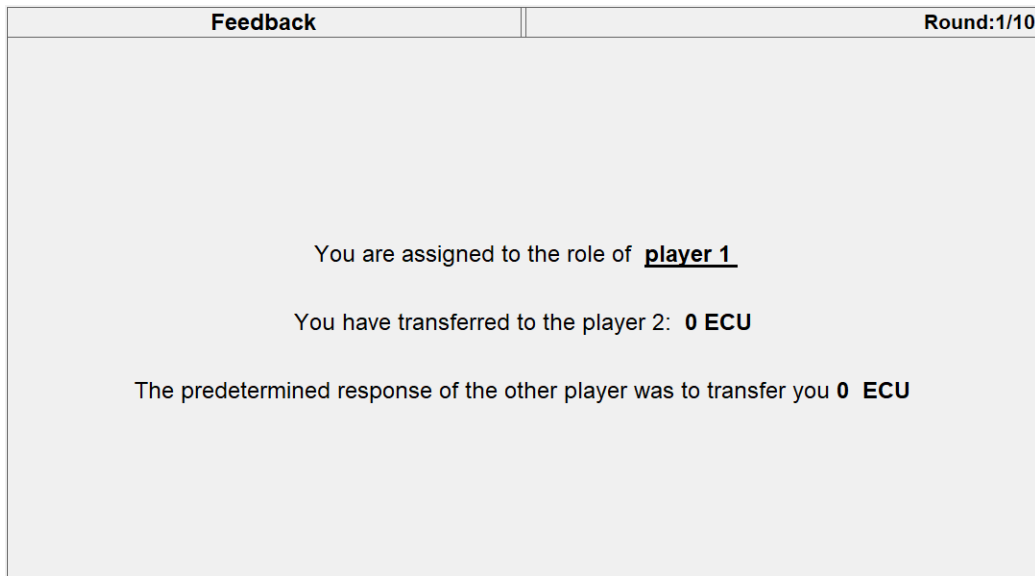 Feedback
Round:1/10
You are assigned to the role of player 1
You have transferred to the player 2: 0 ECU
The predetermined response of the other player was to transfer you 0 ECU